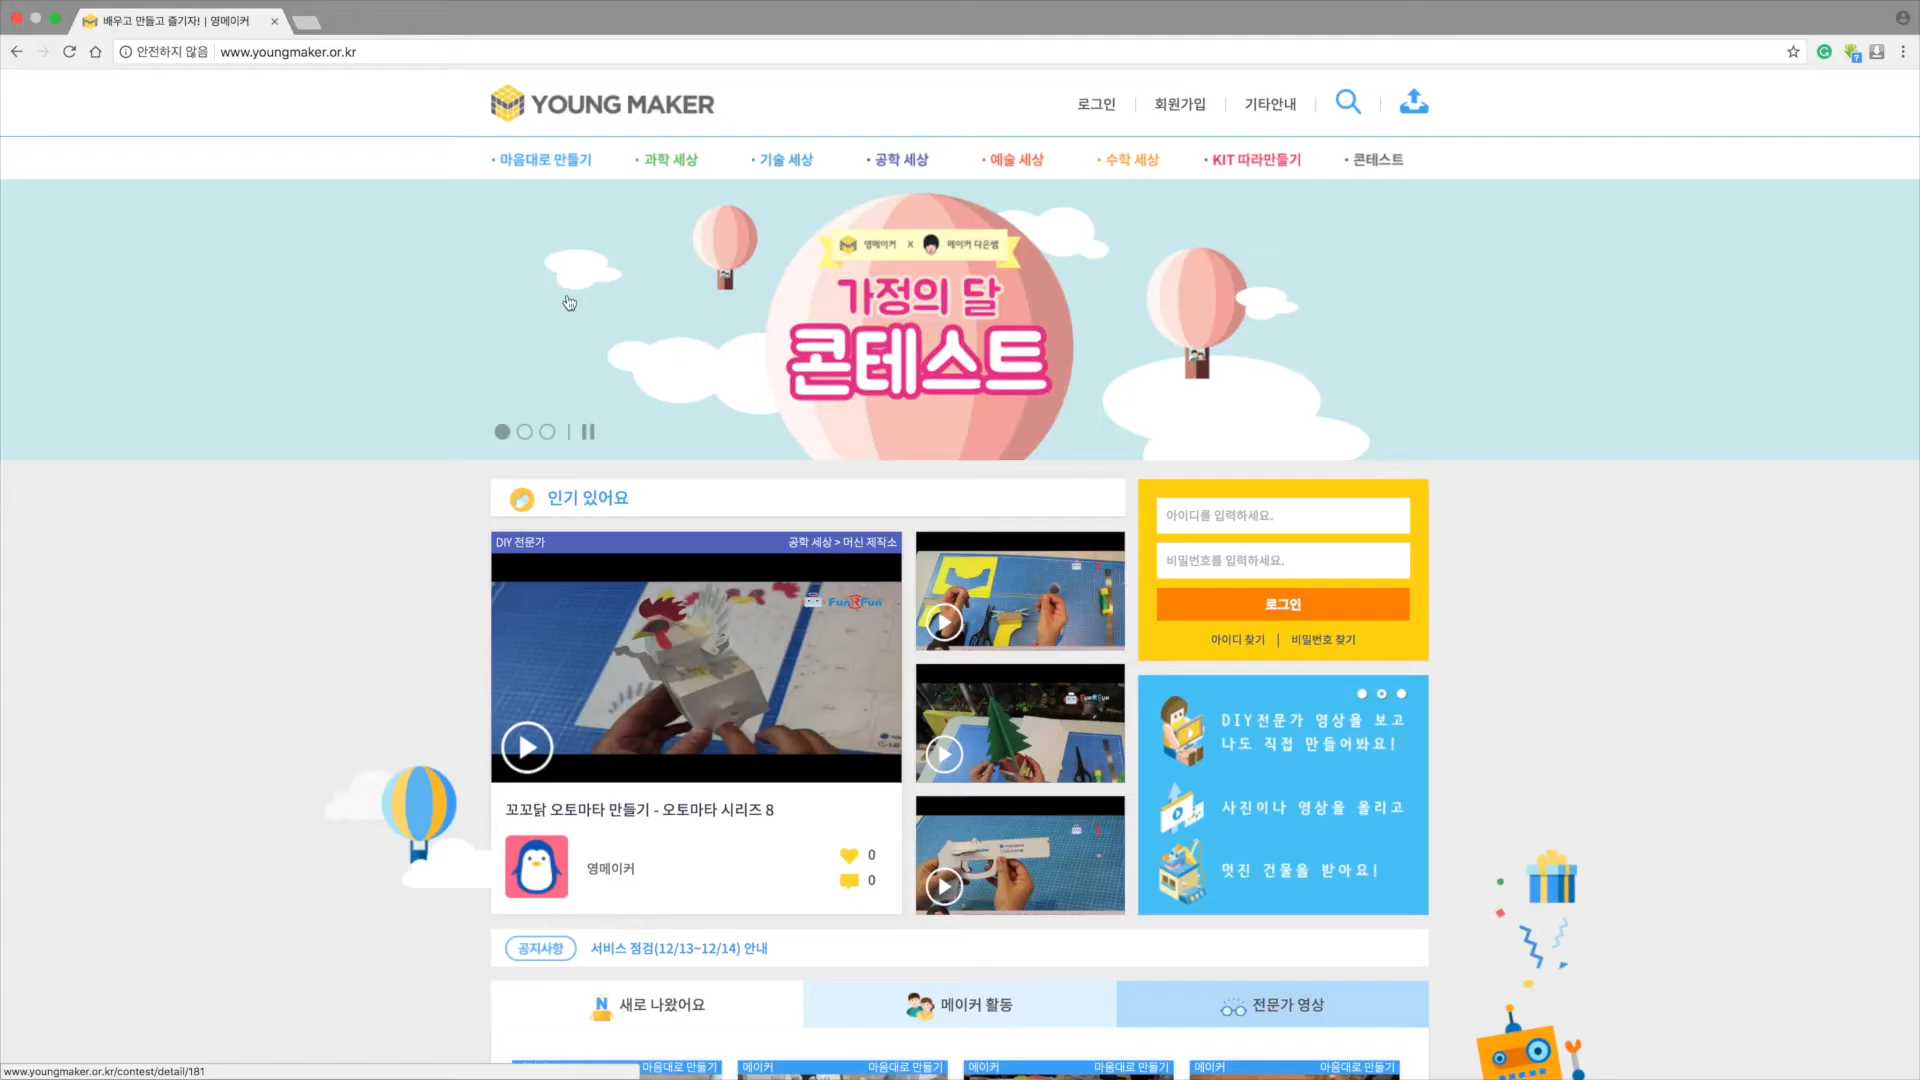 배우고 만들고 즐기자! | 영메이커
안전하지 않음 www.youngmaker.or.kr
YOUNG MAKER
로그인
회원가입
기타안내
· 마음대로 만들기
· 과학 세상
· 기술 세상
· 공학 세상
· 예술 세상
· 수학 세상
· KIT 따라만들기
· 콘테스트
영메이커 X 메이커 다은쌤
가정의 달
콘테스트
인기 있어요
DIY 전문가
공학 세상 > 머신 제작소
FunRFun
꼬꼬닭 오토마타 만들기 - 오토마타 시리즈 8
영메이커
0
0
FunRFun
아이디를 입력하세요.
비밀번호를 입력하세요.
로그인
아이디 찾기 | 비밀번호 찾기
DIY전문가 영상을 보고
나도 직접 만들어봐요!
사진이나 영상을 올리고
멋진 건물을 받아요!
공지사항
서비스 점검(12/13~12/14) 안내
N 새로 나왔어요
메이커 활동
전문가 영상
마음대로 만들기
메이커
마음대로 만들기
메이커
마음대로 만들기
메이커
마음대로 만들기
www.youngmaker.or.kr/contest/detail/181